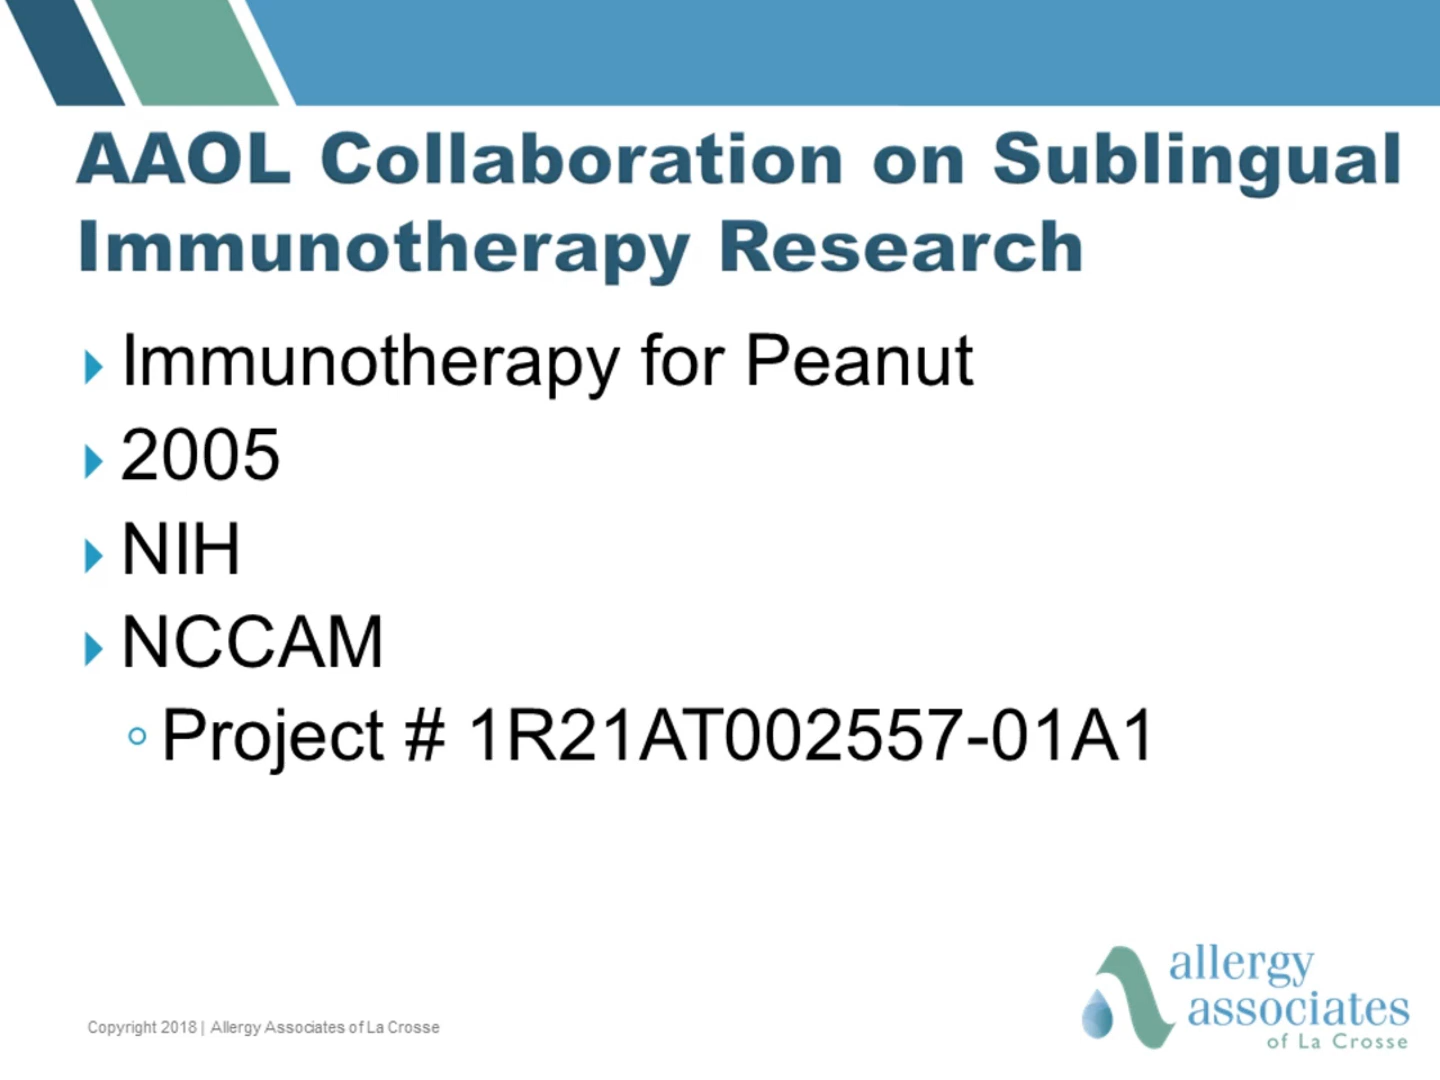 AAOL Collaboration on Sublingual
Immunotherapy Research
Immunotherapy for Peanut
2005
NIH
NCCAM
Project # 1R21AT002557-01A1
Copyright 2018 | Allergy Associates of La Crosse
allergy
associates
of La Crosse